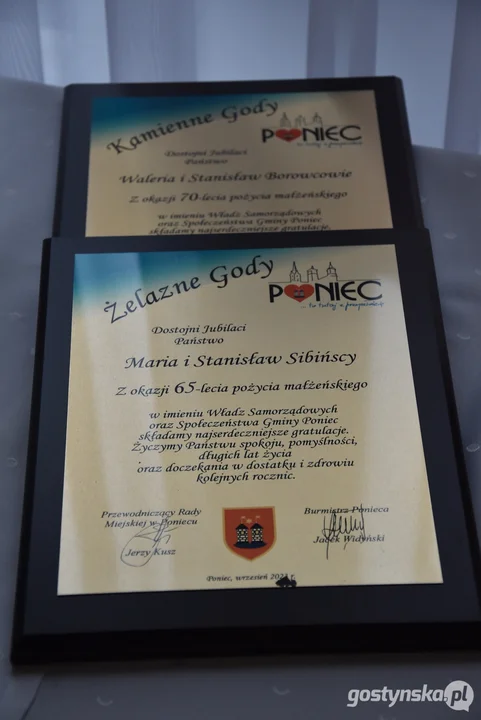 Kamienne Gody
PONIEC
Dostojni Jubilaci
Państwo
Waleria i Stanisław Borowcowie
Z okazji 70-lecia pożycia małżeńskiego
w imieniu Władz Samorządowych
oraz Społeczeństwa Gminy Poniec
składamy najserdeczniejsze gratulacje.
Żelazne Gody
PONIEC
Dostojni Jubilaci
Państwo
Maria i Stanisław Sibińscy
Z okazji 65-lecia pożycia małżeńskiego
w imieniu Władz Samorządowych
oraz Społeczeństwa Gminy Poniec
składamy najserdeczniejsze gratulacje.
Życzymy Państwu spokoju, pomyślności,
długich lat życia
oraz doczekania w dostatku i zdrowiu
kolejnych rocznic.
Przewodniczący Rady
Miejskiej w Poniecu
Jerzy Kusz
Burmistrz Ponieca
Jacek Widyński
Poniec, wrzesień
gostynska.pl